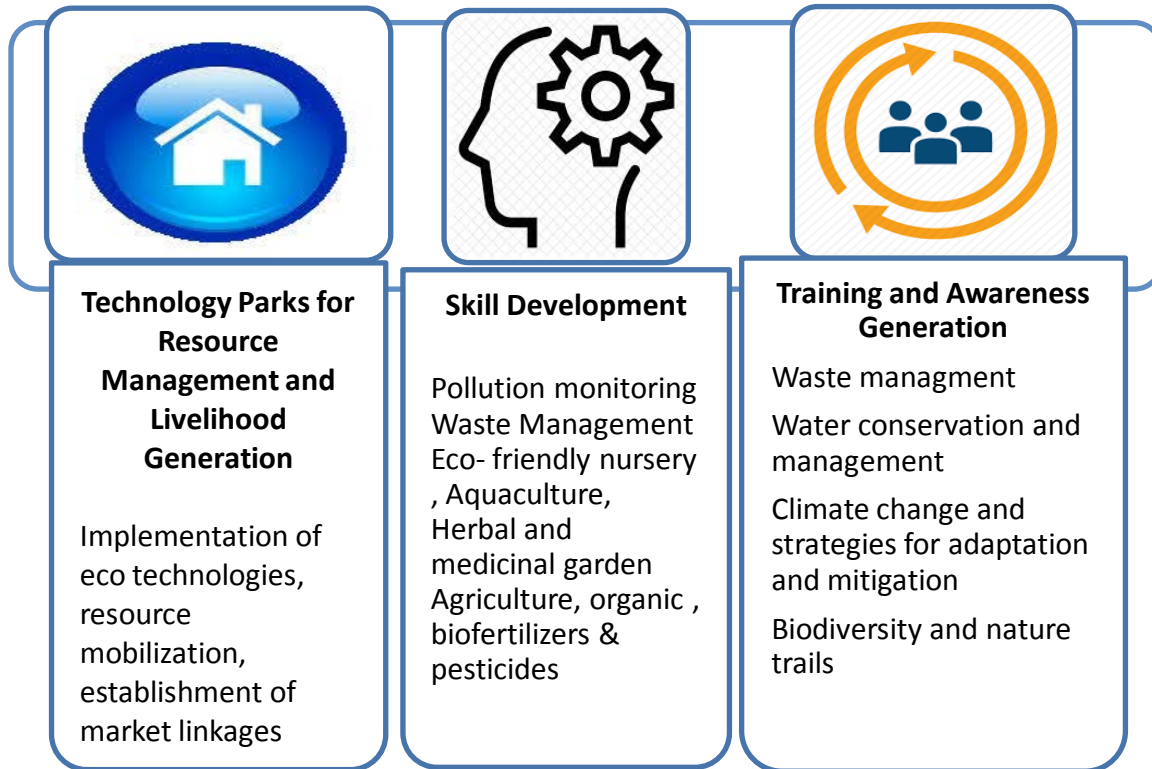 Technology Parks for
Resource
Management and
Livelihood
Generation
Implementation of
eco technologies,
resource
mobilization,
establishment of
market linkages
Skill Development
Pollution monitoring
Waste Management
Eco- friendly nursery
, Aquaculture,
Herbal and
medicinal garden
Agriculture, organic ,
biofertilizers &
pesticides
Training and Awareness
Generation
Waste managment
Water conservation and
management
Climate change and
strategies for adaptation
and mitigation
Biodiversity and nature
trails